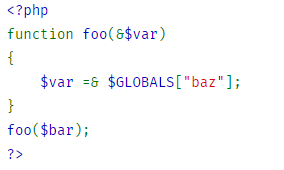 <?php
function foo(&$var)
{
    $var =& $GLOBALS["baz"];
}
foo($bar);
?>